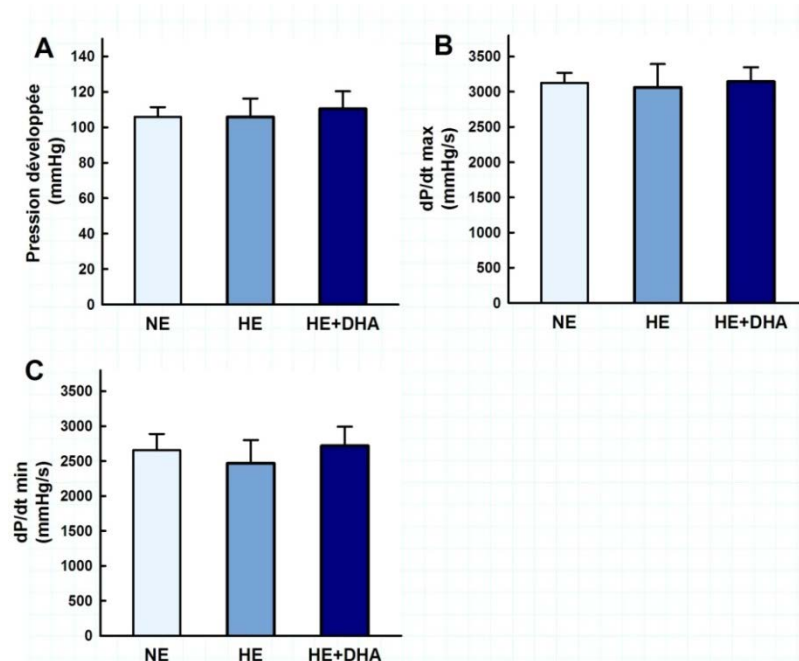 A
Pression développée
(mmHg)
140
120
100
80
60
40
20
0
NE HE HE+DHA
B
dP/dt max
(mmHg/s)
3500
3000
2500
2000
1500
1000
500
0
NE HE HE+DHA
C
dP/dt min
(mmHg/s)
3500
3000
2500
2000
1500
1000
500
0
NE HE HE+DHA